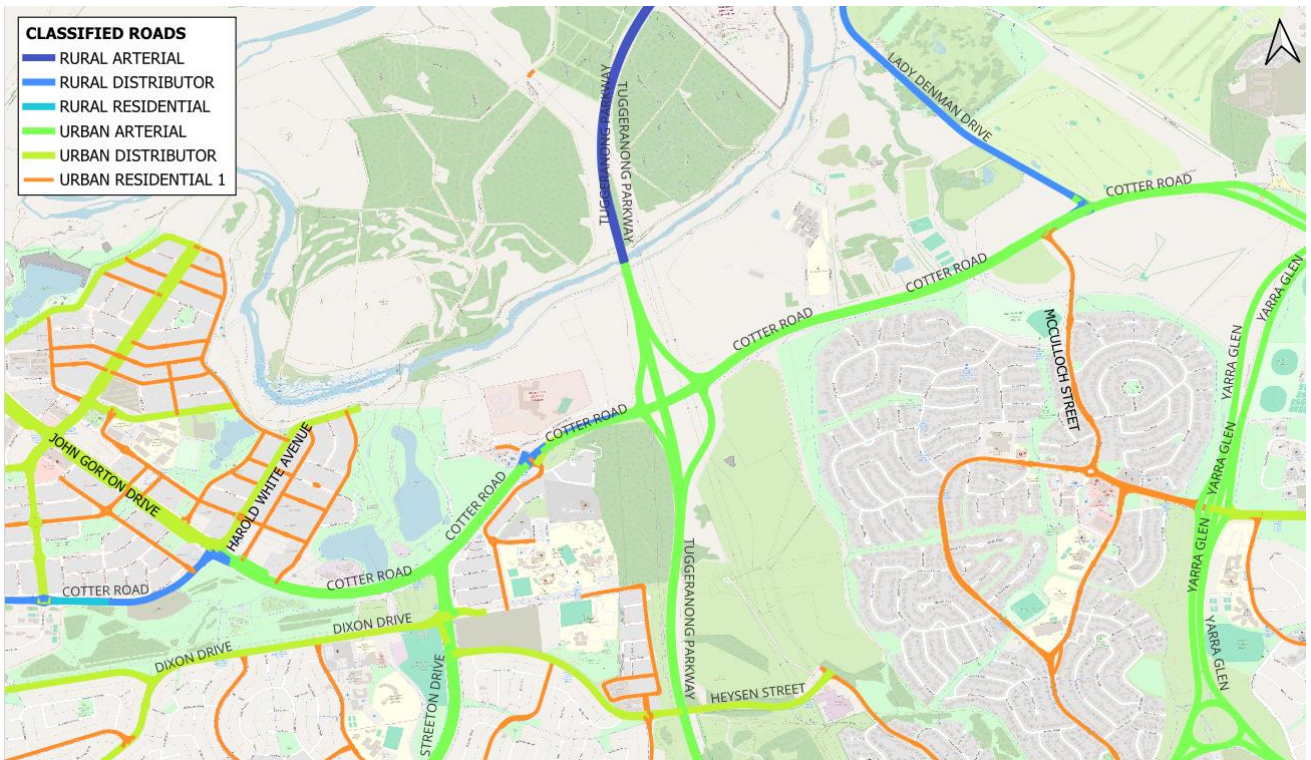 CLASSIFIED ROADS
RURAL ARTERIAL
RURAL DISTRIBUTOR
RURAL RESIDENTIAL
URBAN ARTERIAL
URBAN DISTRIBUTOR
URBAN RESIDENTIAL 1
TUGGERANONG PARKWAY
TUGGERANONG PARKWAY
LADY DENMAN DRIVE
COTTER ROAD
COTTER ROAD
COTTER ROAD
YARRA GLEN
YARRA GLEN
MCCULLOCH STREET
COTTER ROAD
JOHN GORTON DRIVE
HAROLD WHITE AVENUE
COTTER ROAD
YARRA GLEN
YARRA GLEN
COTTER ROAD
COTTER ROAD
TUGGERANONG PARKWAY
DIXON DRIVE
DIXON DRIVE
YARRA GLEN
STREETON DRIVE
HEYSEN STREET